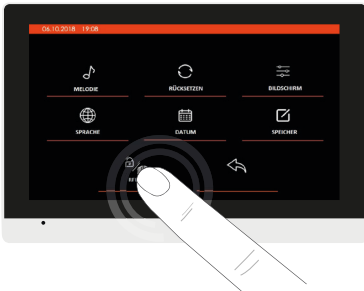 06.10.2018 19:08
MELODIE RÜCKSETZEN BILDSCHIRM
SPRACHE DATUM SPEICHER